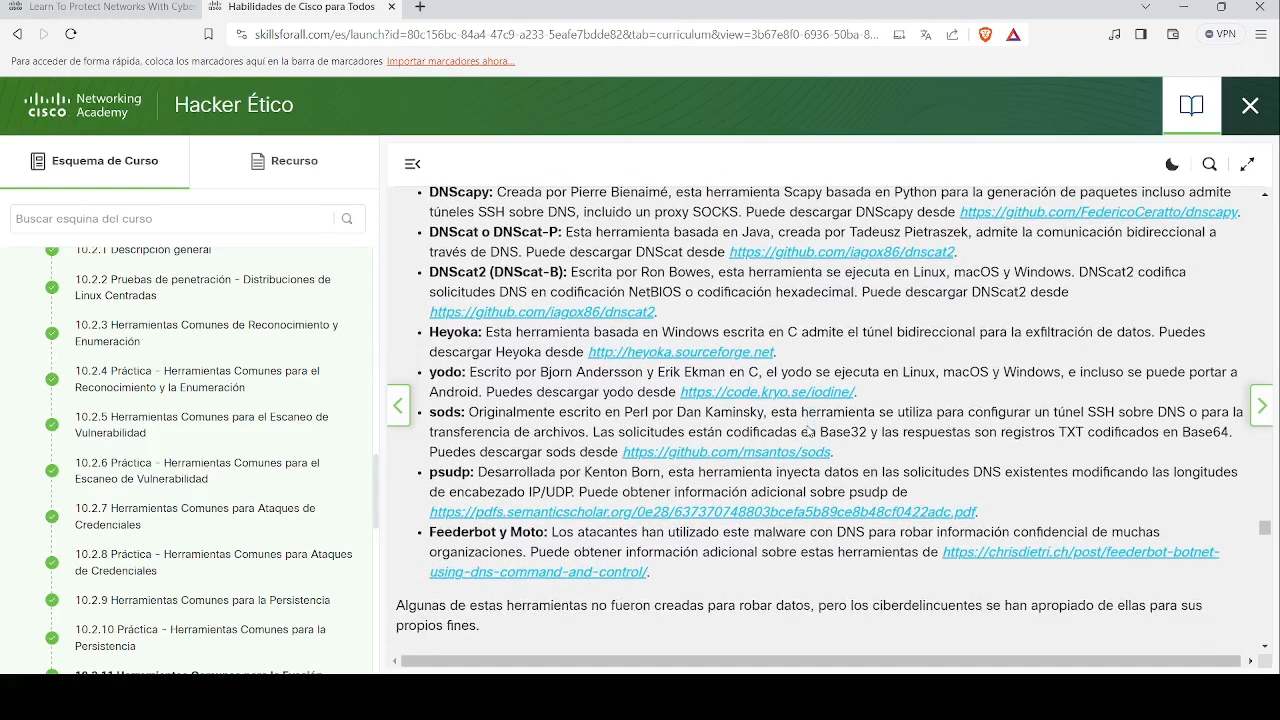 Learn To Protect Networks With Cyber
Habilidades de Cisco para Todos
skillsforall.com/es/launch?id=80c156bc-84a4-47c9-a233-5eafe7bdde82&tab=curriculum&view=3b67e8f0-6936-50ba-8...
VPN
Para acceder de forma rápida, coloca los marcadores aquí en la barra de marcadores Importar marcadores ahora...
CISCO Networking Academy
Hacker Ético
Esquema de Curso
Recurso
Buscar esquina del curso
10.2.1 Descripción general
10.2.2 Pruebas de penetración - Distribuciones de
Linux Centradas
10.2.3 Herramientas Comunes de Reconocimiento y
Enumeración
10.2.4 Práctica - Herramientas Comunes para el
Reconocimiento y la Enumeración
10.2.5 Herramientas Comunes para el Escaneo de
Vulnerabilidad
10.2.6 Práctica - Herramientas Comunes para el
Escaneo de Vulnerabilidad
10.2.7 Herramientas Comunes para Ataques de
Credenciales
10.2.8 Práctica - Herramientas Comunes para Ataques
de Credenciales
10.2.9 Herramientas Comunes para la Persistencia
10.2.10 Práctica - Herramientas Comunes para la
Persistencia
10.2.11 Herramientas Comunes para la Evasión
• DNScapy: Creada por Pierre Bienaimé, esta herramienta Scapy basada en Python para la generación de paquetes incluso admite
túneles SSH sobre DNS, incluido un proxy SOCKS. Puede descargar DNScapy desde https://github.com/FedericoCeratto/dnscapy.
• DNScat o DNScat-P: Esta herramienta basada en Java, creada por Tadeusz Pietraszek, admite la comunicación bidireccional a
través de DNS. Puede descargar DNScat desde https://github.com/iagox86/dnscat2.
• DNScat2 (DNScat-B): Escrita por Ron Bowes, esta herramienta se ejecuta en Linux, macOS y Windows. DNScat2 codifica
solicitudes DNS en codificación NetBIOS o codificación hexadecimal. Puede descargar DNScat2 desde
https://github.com/iagox86/dnscat2.
• Heyoka: Esta herramienta basada en Windows escrita en C admite el túnel bidireccional para la exfiltración de datos. Puedes
descargar Heyoka desde http://heyoka.sourceforge.net.
• yodo: Escrito por Bjorn Andersson y Erik Ekman en C, el yodo se ejecuta en Linux, macOS y Windows, e incluso se puede portar a
Android. Puedes descargar yodo desde https://code.kryo.se/iodine/.
• sods: Originalmente escrito en Perl por Dan Kaminsky, esta herramienta se utiliza para configurar un túnel SSH sobre DNS o para la
transferencia de archivos. Las solicitudes están codificadas en Base32 y las respuestas son registros TXT codificados en Base64.
Puedes descargar sods desde https://github.com/msantos/sods.
• psudp: Desarrollada por Kenton Born, esta herramienta inyecta datos en las solicitudes DNS existentes modificando las longitudes
de encabezado IP/UDP. Puede obtener información adicional sobre psudp de
https://pdfs.semanticscholar.org/0e28/637370748803bcefa5b89ce8b48cf0422adc.pdf.
• Feederbot y Moto: Los atacantes han utilizado este malware con DNS para robar información confidencial de muchas
organizaciones. Puede obtener información adicional sobre estas herramientas de https://chrisdietri.ch/post/feederbot-botnet-
using-dns-command-and-control/.
Algunas de estas herramientas no fueron creadas para robar datos, pero los ciberdelincuentes se han apropiado de ellas para sus
propios fines.